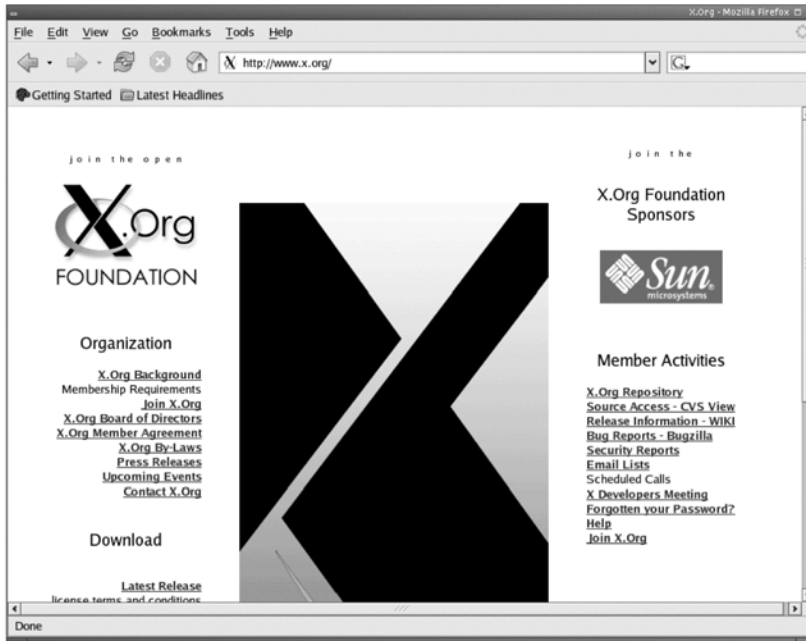 X.Org - Mozilla Firefox
File Edit View Go Bookmarks Tools Help
http://www.x.org/
G
Getting Started Latest Headlines
join the open
X.Org
FOUNDATION
Organization
X.Org Background
Membership Requirements
Join X.Org
X.Org Board of Directors
X.Org Member Agreement
X.Org By-Laws
Press Releases
Upcoming Events
Contact X.Org
Download
Latest Release
license terms and conditions
join the
X.Org Foundation
Sponsors
Sun
microsystems
Member Activities
X.Org Repository
Source Access - CVS View
Release Information - WIKI
Bug Reports - Bugzilla
Security Reports
Email Lists
Scheduled Calls
X Developers Meeting
Forgotten your Password?
Help
Join X.Org
Done